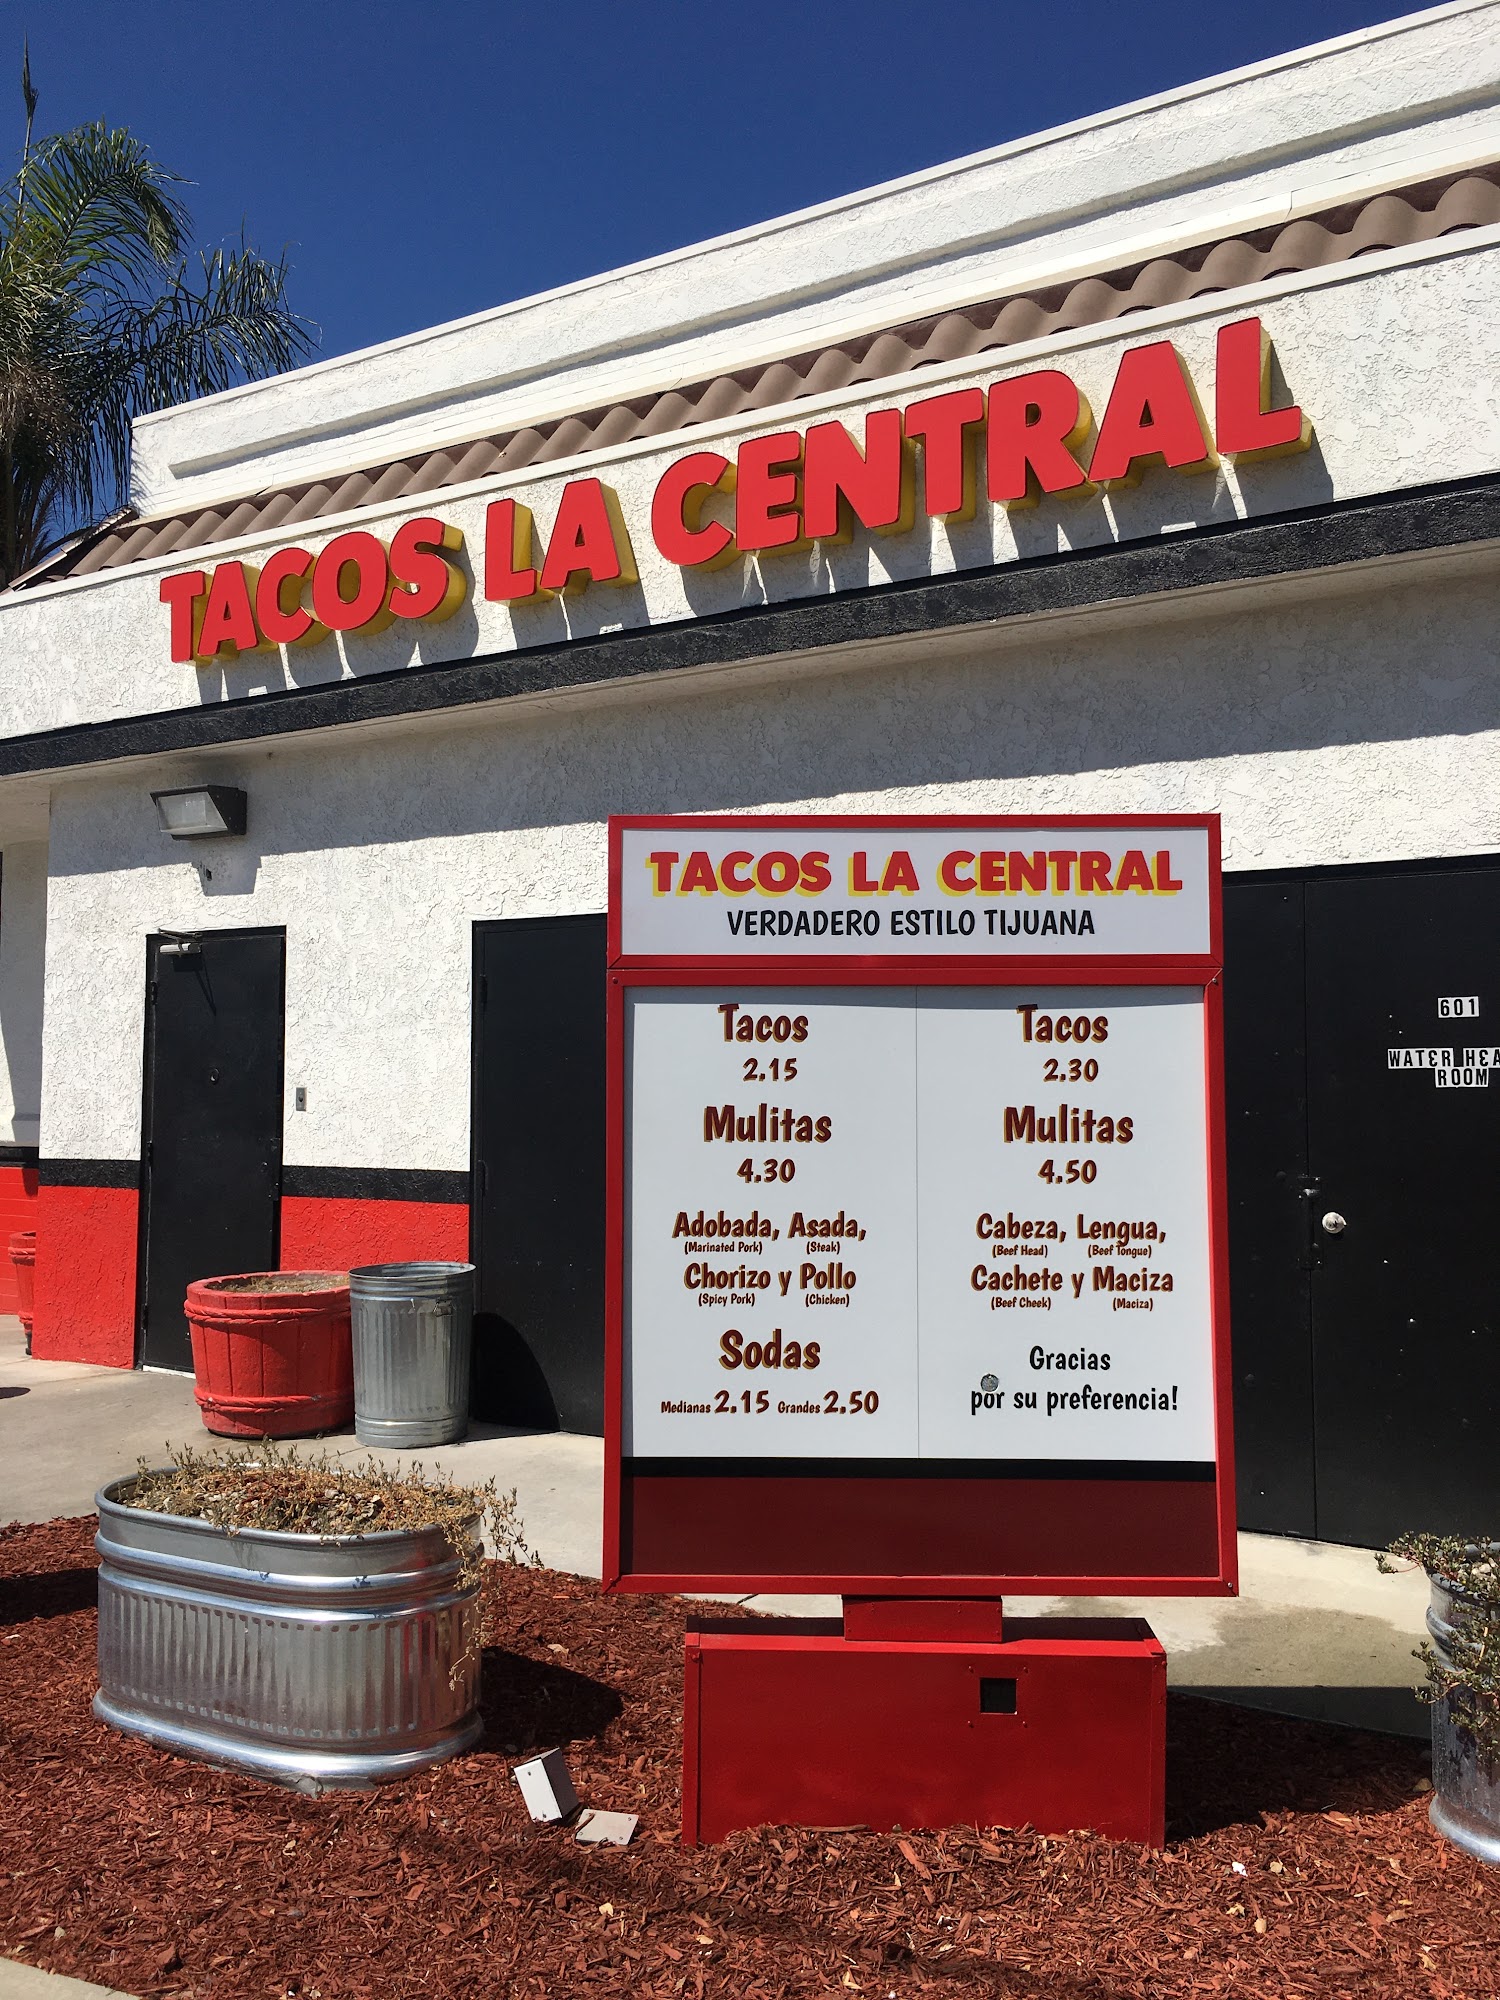 TACOS LA CENTRAL
TACOS LA CENTRAL
VERDADERO ESTILO TIJUANA
Tacos
2.15
Mulitas
4.30
Adobada, Asada,
(Marinated Pork) (Steak)
Chorizo y Pollo
(Spicy Pork) (Chicken)
Sodas
Medianas 2.15 Grandes 2.50
Tacos
2.30
Mulitas
4.50
Cabeza, Lengua,
(Beef Head) (Beef Tongue)
Cachete y Maciza
(Beef Cheek) (Maciza)
Gracias
por su preferencia!
601
WATER HEA
ROOM